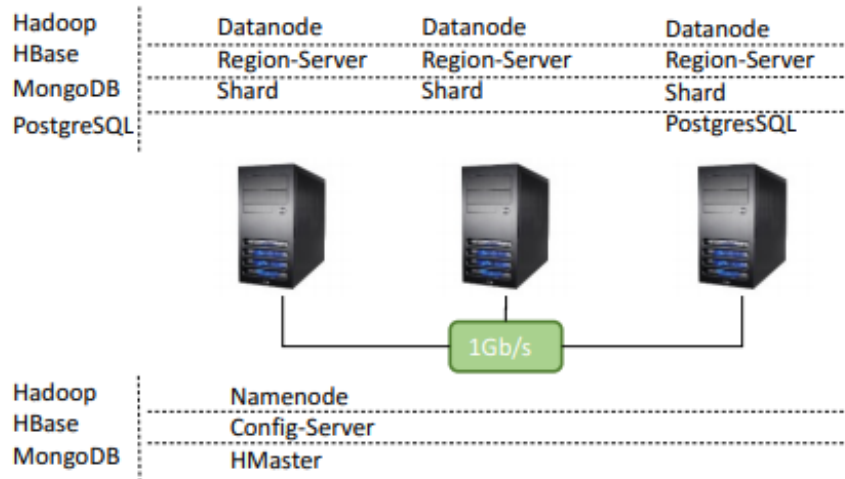 Hadoop Datanode Datanode Datanode
HBase Region-Server Region-Server Region-Server
MongoDB Shard Shard Shard
PostgreSQL PostgresSQL
1Gb/s
Hadoop Namenode
HBase Config-Server
MongoDB HMaster